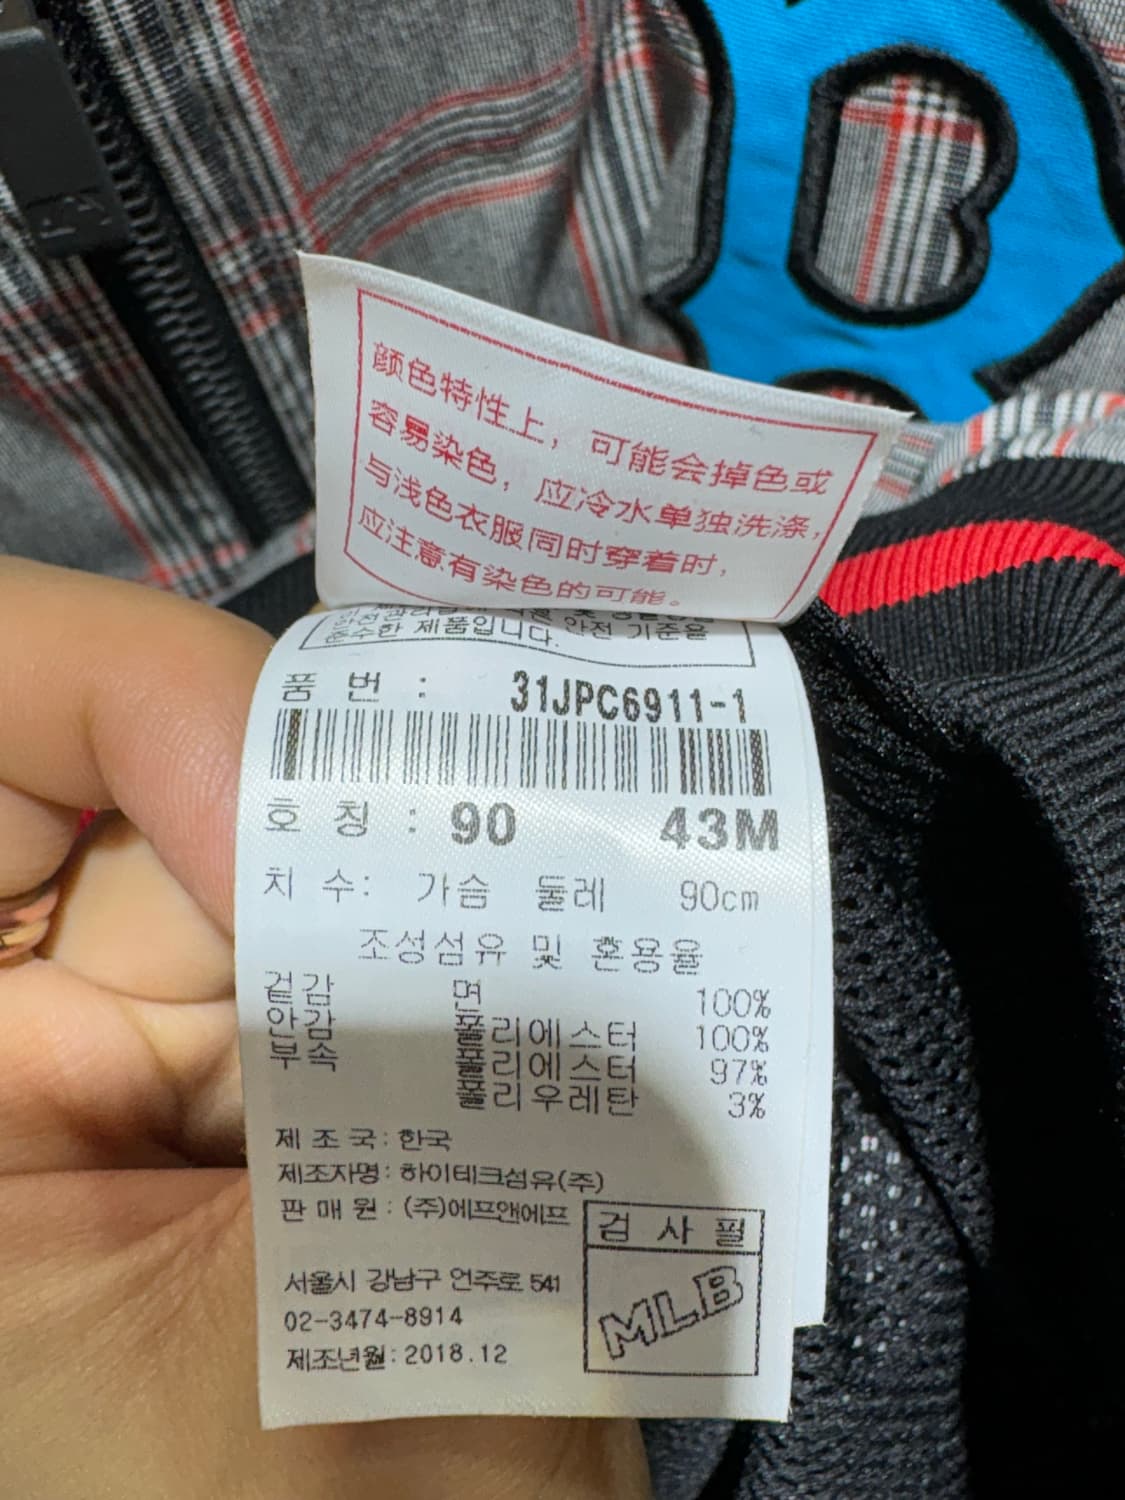 颜色特性上，可能会掉色或
容易染色，应冷水单独洗涤，
与浅色衣服同时穿着时，
应注意有染色的可能。
준수한 제품입니다. 안전 기준을
품 번 : 31JPC6911-1
호 칭 : 90 43M
치 수: 가슴 둘레 90cm
조성섬유 및 혼용율
겉감 면 100%
안감 폴리에스터 100%
부속 폴리에스터 97%
폴리우레탄 3%
제 조 국 : 한국
제조자명 : 하이테크섬유(주)
판 매 원 : (주)에프앤에프
검 사 필
MLB
서울시 강남구 언주로 541
02-3474-8914
제조년월 : 2018.12
B